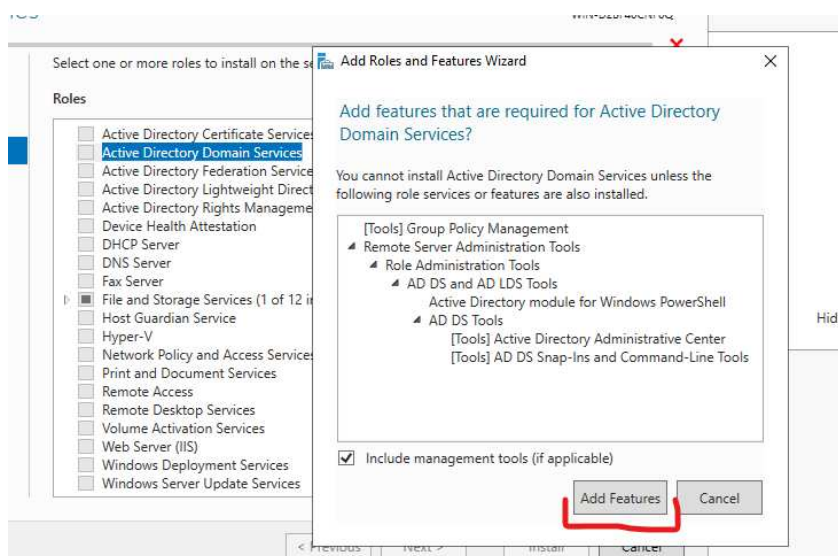 Select one or more roles to install on the se
Roles
Active Directory Certificate Services
Active Directory Domain Services
Active Directory Federation Service
Active Directory Lightweight Direct
Active Directory Rights Manageme
Device Health Attestation
DHCP Server
DNS Server
Fax Server
File and Storage Services (1 of 12 in
Host Guardian Service
Hyper-V
Network Policy and Access Services
Print and Document Services
Remote Access
Remote Desktop Services
Volume Activation Services
Web Server (IIS)
Windows Deployment Services
Windows Server Update Services
Add Roles and Features Wizard
Add features that are required for Active Directory
Domain Services?
You cannot install Active Directory Domain Services unless the
following role services or features are also installed.
[Tools] Group Policy Management
Remote Server Administration Tools
Role Administration Tools
AD DS and AD LDS Tools
Active Directory module for Windows PowerShell
AD DS Tools
[Tools] Active Directory Administrative Center
[Tools] AD DS Snap-Ins and Command-Line Tools
Include management tools (if applicable)
Add Features Cancel
Hid
< Previous Next > Install Cancel